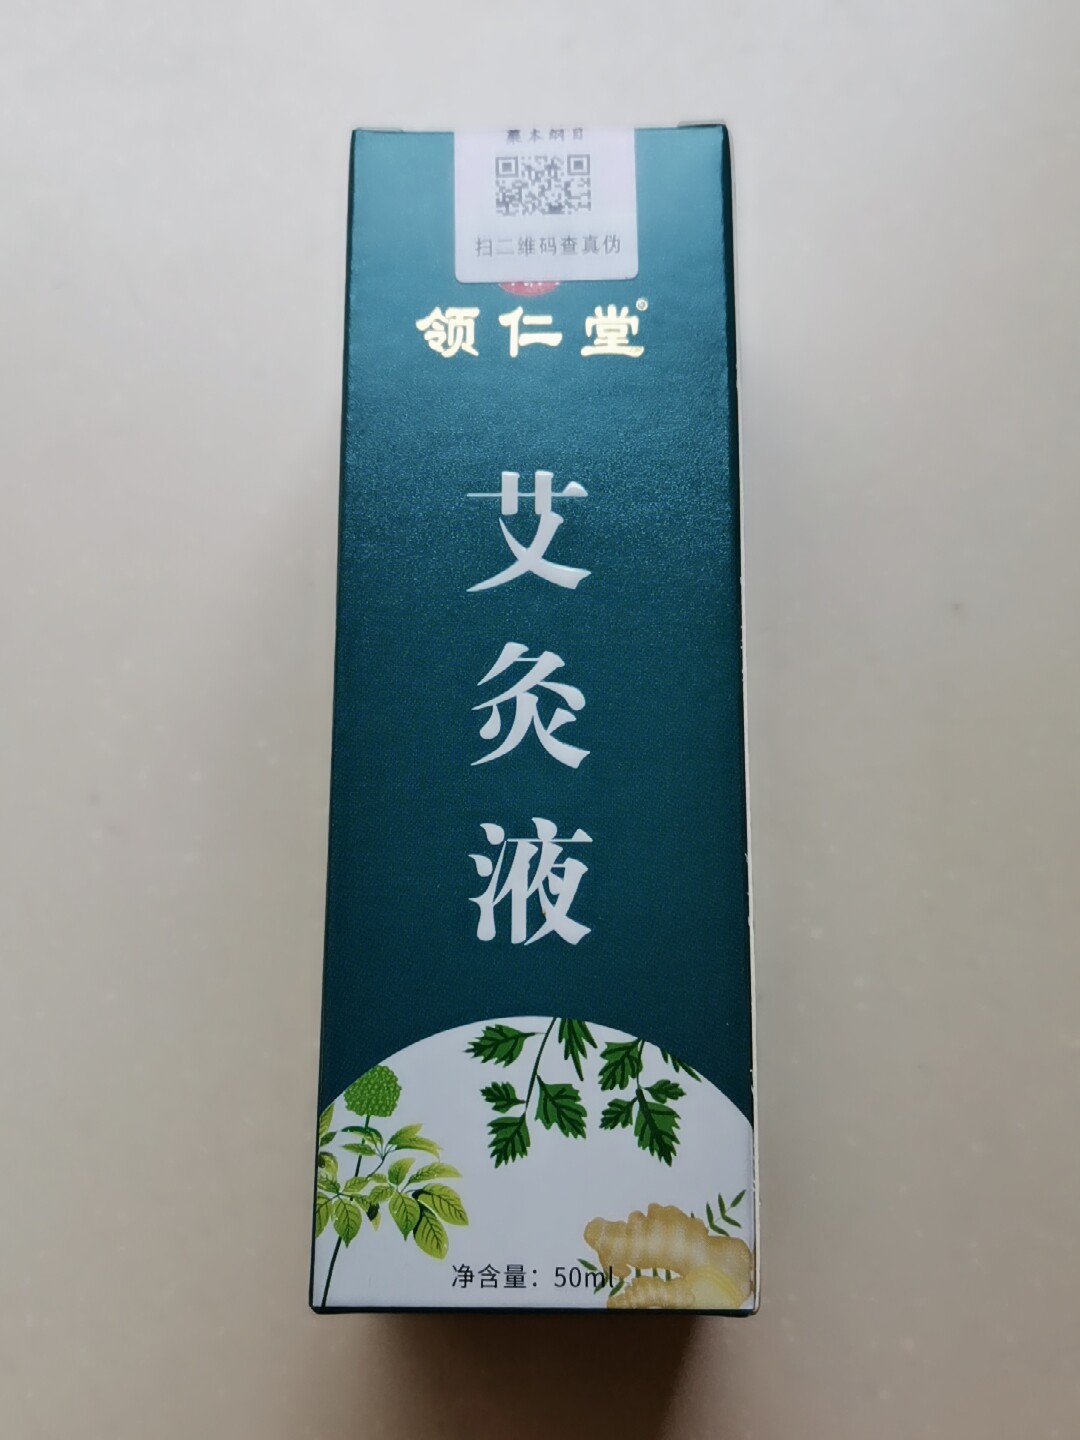 藁本纲目
扫二维码查真伪
领仁堂®
艾灸液
净含量：50ml